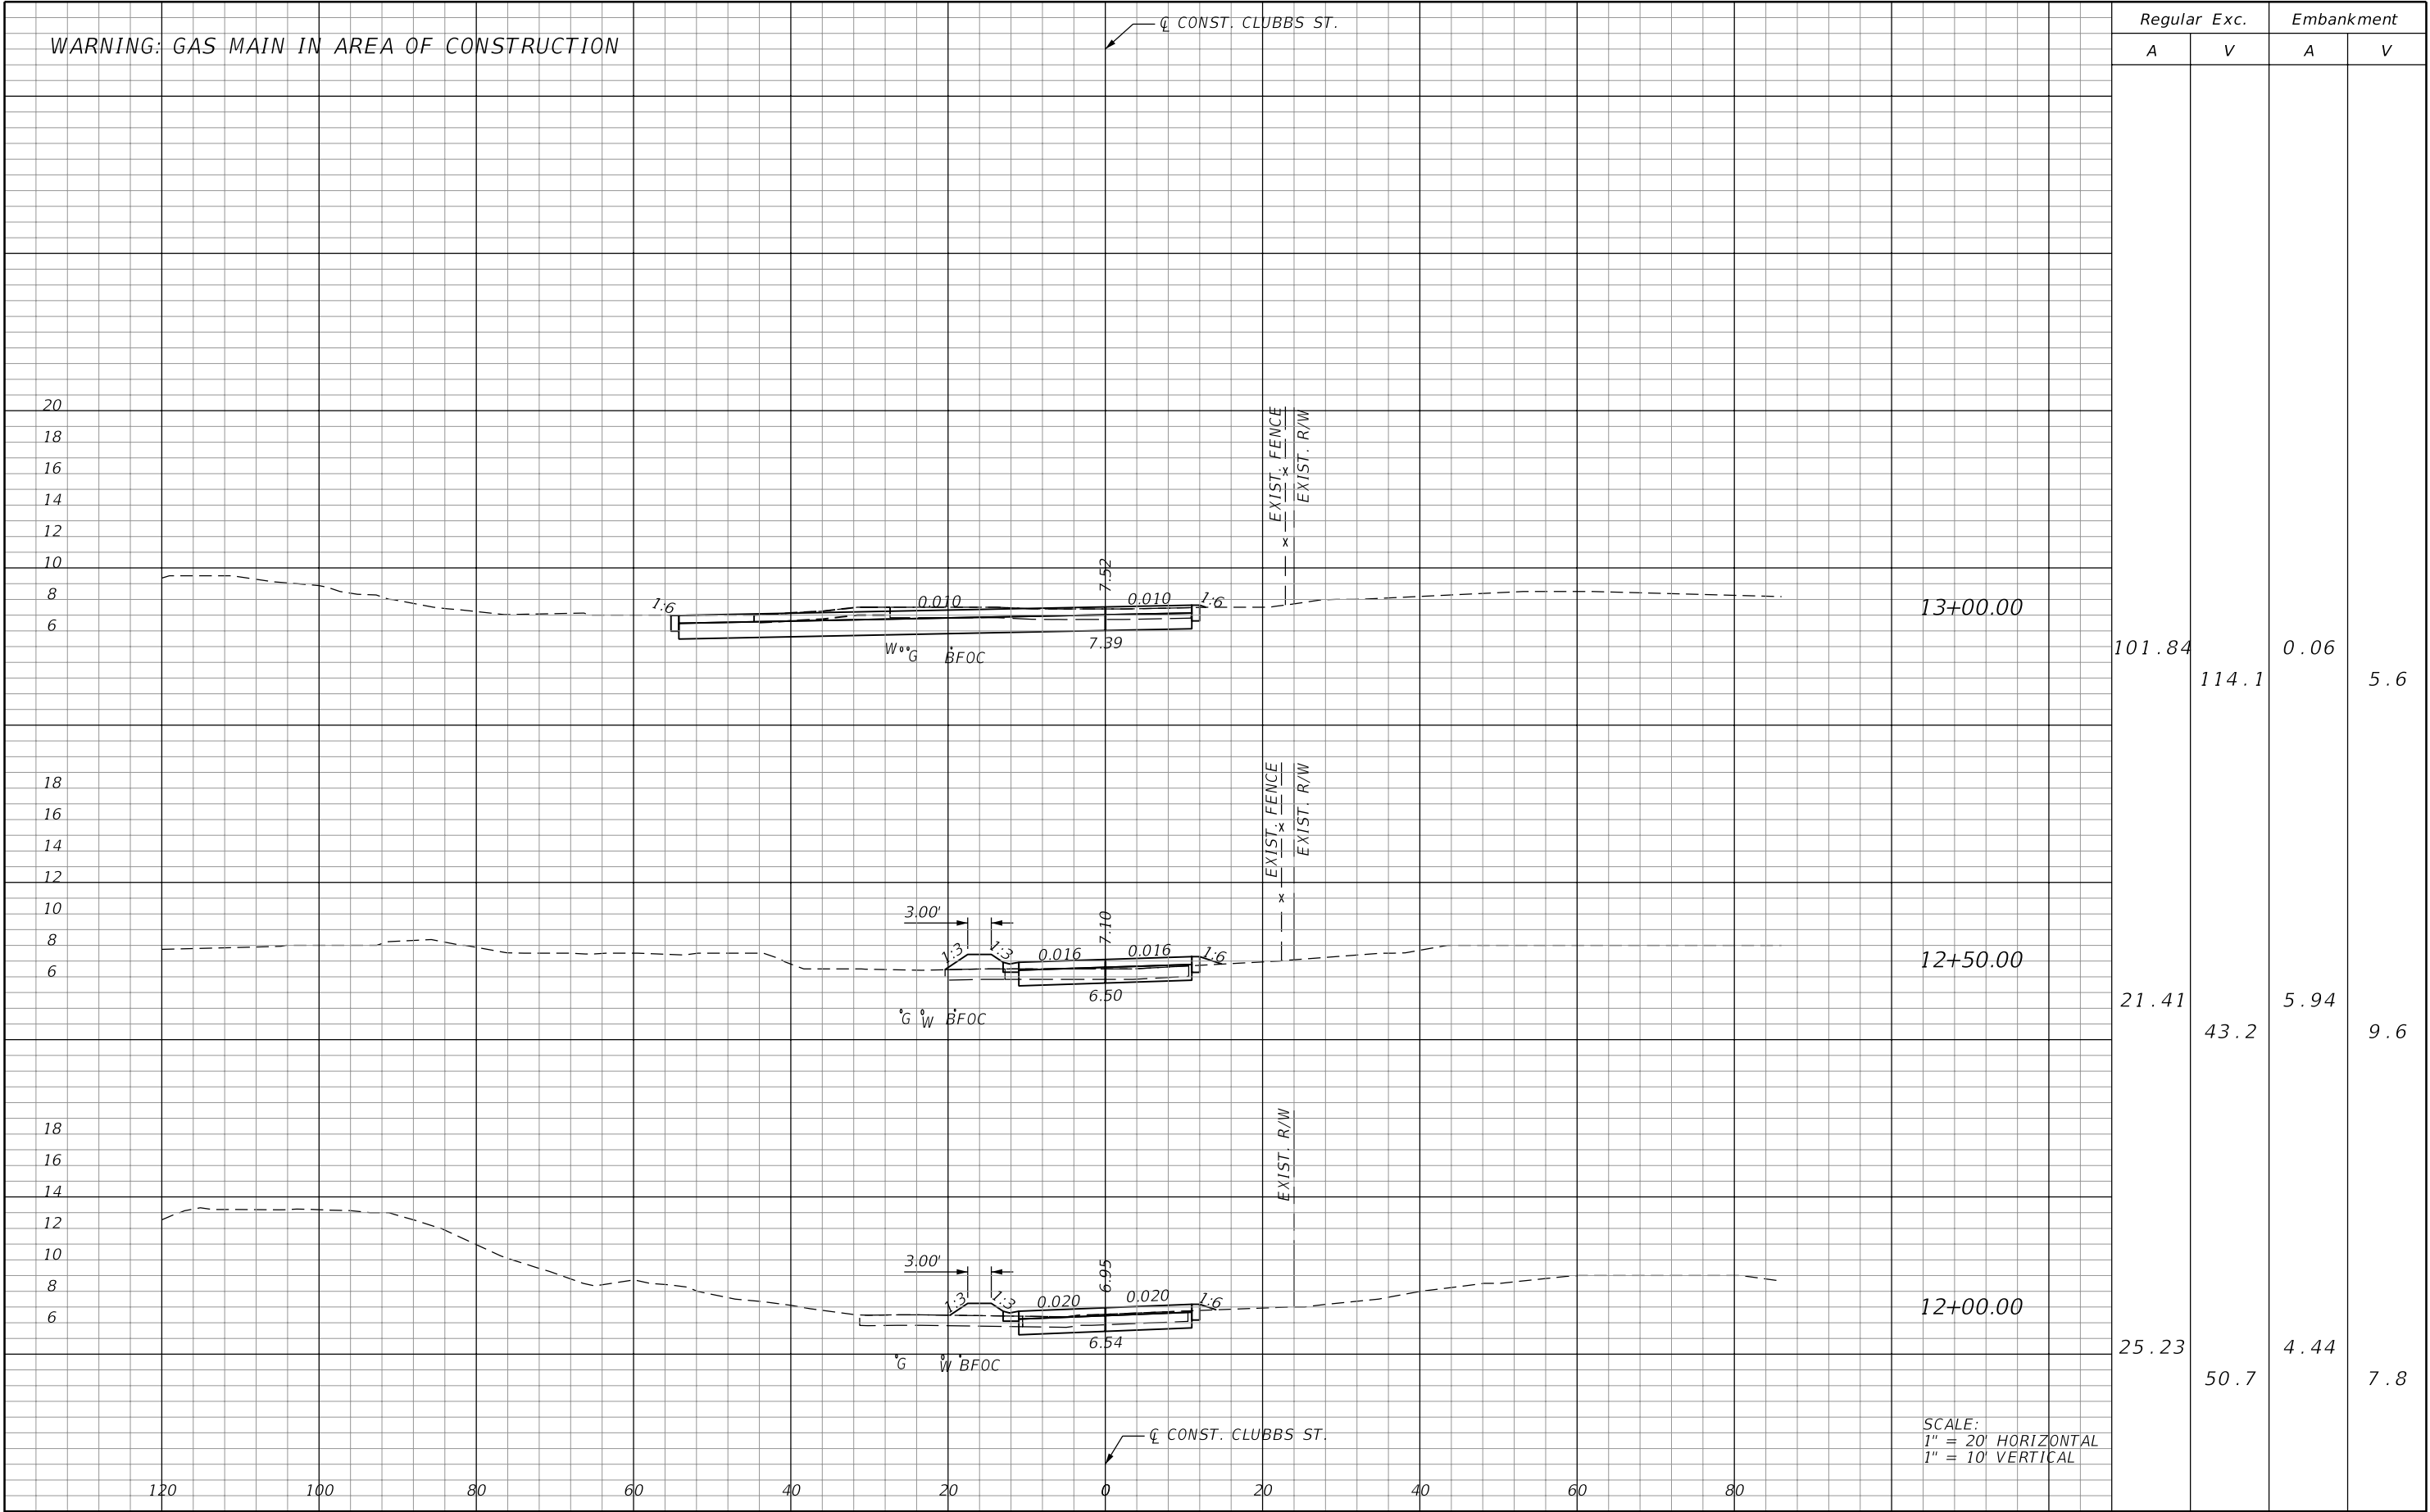 ℄ CONST. CLUBBS ST.
WARNING: GAS MAIN IN AREA OF CONSTRUCTION
Regular Exc. Embankment
A V A V
20
18
16
14
12
10
8
6
EXIST. FENCE
EXIST. R/W
7.52
1:6 0.010 0.010 1:6
7.39
W G BFOC
13+00.00
101.84 0.06
114.1 5.6
18
16
14
12
10
8
6
EXIST. FENCE
EXIST. R/W
3.00'
7.10
1:3 1:3 0.016 0.016 1:6
6.50
G W BFOC
12+50.00
21.41 5.94
43.2 9.6
18
16
14
12
10
8
6
EXIST. R/W
3.00'
6.95
1:3 1:3 0.020 0.020 1:6
6.54
G W BFOC
12+00.00
25.23 4.44
50.7 7.8
℄ CONST. CLUBBS ST.
SCALE:
1" = 20' HORIZONTAL
1" = 10' VERTICAL
120 100 80 60 40 20 0 20 40 60 80